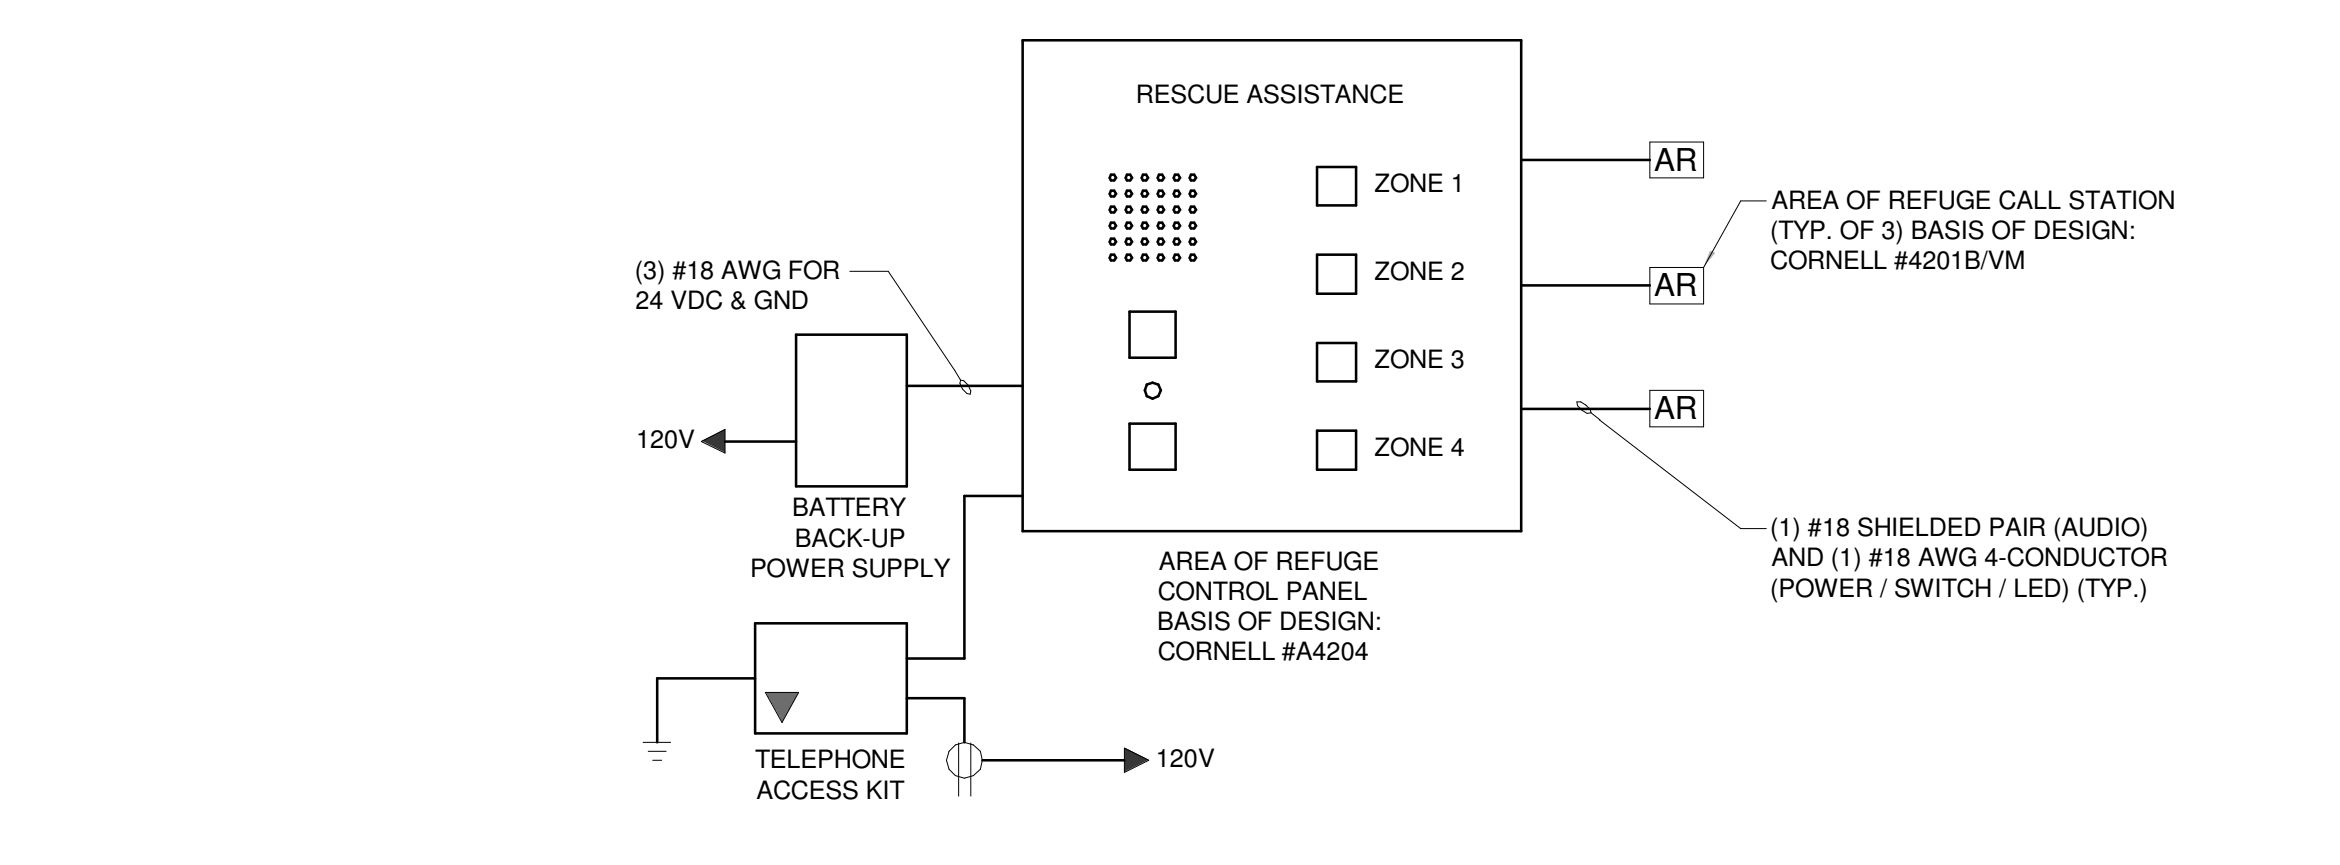 RESCUE ASSISTANCE
ZONE 1
ZONE 2
ZONE 3
ZONE 4
AR
AR
AR
AREA OF REFUGE CALL STATION
(TYP. OF 3) BASIS OF DESIGN:
CORNELL #4201B/VM
(3) #18 AWG FOR
24 VDC & GND
120V
BATTERY
BACK-UP
POWER SUPPLY
(1) #18 SHIELDED PAIR (AUDIO)
AND (1) #18 AWG 4-CONDUCTOR
(POWER / SWITCH / LED) (TYP.)
AREA OF REFUGE
CONTROL PANEL
BASIS OF DESIGN:
CORNELL #A4204
TELEPHONE
ACCESS KIT
120V